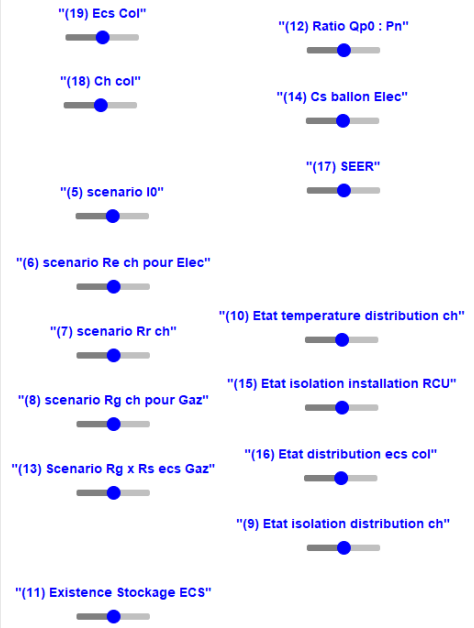 "(19) Ecs Col"
"(18) Ch col"
"(5) scenario I0"
"(6) scenario Re ch pour Elec"
"(7) scenario Rr ch"
"(8) scenario Rg ch pour Gaz"
"(13) Scenario Rg x Rs ecs Gaz"
"(11) Existence Stockage ECS"
"(12) Ratio Qp0 : Pn"
"(14) Cs ballon Elec"
"(17) SEER"
"(10) Etat temperature distribution ch"
"(15) Etat isolation installation RCU"
"(16) Etat distribution ecs col"
"(9) Etat isolation distribution ch"